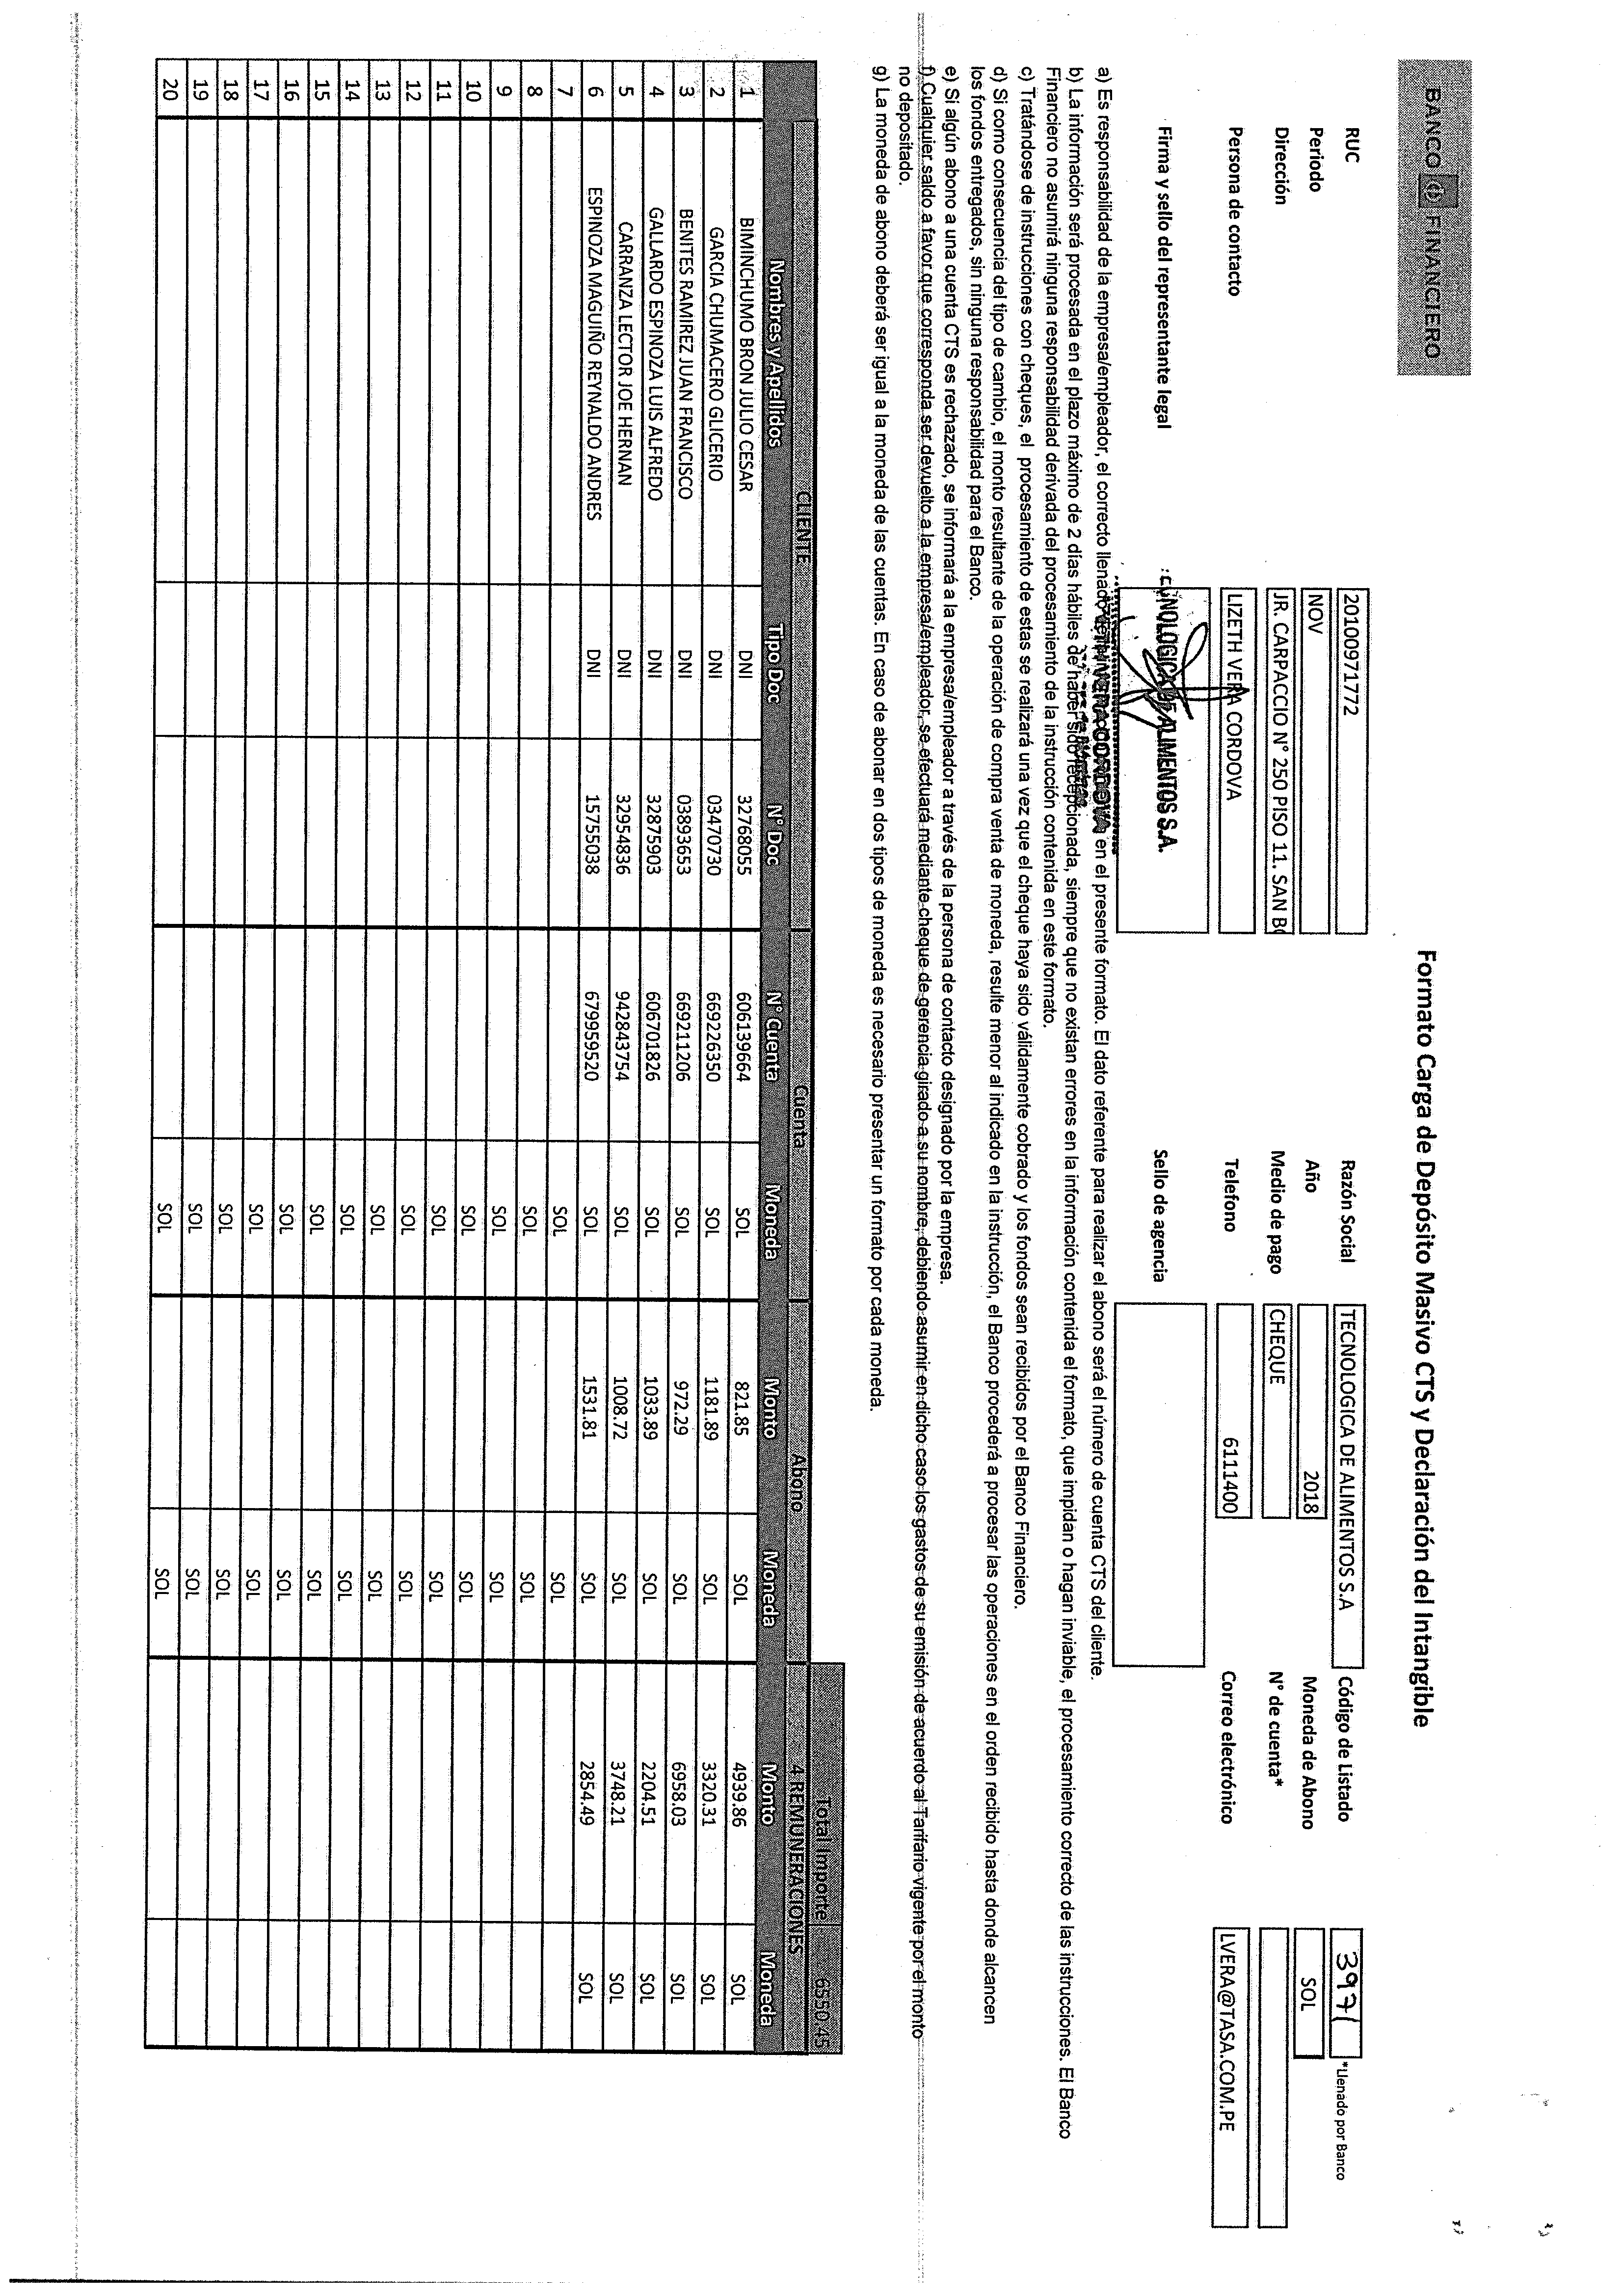 BANCO FINANCIERO
Formato Carga de Depósito Masivo CTS y Declaración del Intangible
RUC 20100971772 Razón Social TECNOLOGICA DE ALIMENTOS S.A Código de Listado 3971 *Llenado por Banco
Periodo NOV Año 2018 Moneda de Abono SOL
Dirección JR. CARPACCIO N° 250 PISO 11. SAN BO Medio de pago CHEQUE N° de cuenta*
Persona de contacto LIZETH VERA CORDOVA Telefono 6111400 Correo electrónico LVERA@TASA.COM.PE
Firma y sello del representante legal ALIMENTOS S.A. Sello de agencia
VERA CORDOVA
a) Es responsabilidad de la empresa/empleador, el correcto llenado en el presente formato. El dato referente para realizar el abono será el número de cuenta CTS del cliente.
b) La información será procesada en el plazo máximo de 2 días hábiles de haber sido recepcionada, siempre que no existan errores en la información contenida el formato, que impidan o hagan inviable, el procesamiento correcto de las instrucciones. El Banco
Financiero no asumirá ninguna responsabilidad derivada del procesamiento de la instrucción contenida en este formato.
c) Tratándose de instrucciones con cheques, el procesamiento de estas se realizará una vez que el cheque haya sido válidamente cobrado y los fondos sean recibidos por el Banco Financiero.
d) Si como consecuencia del tipo de cambio, el monto resultante de la operación de compra venta de moneda, resulte menor al indicado en la instrucción, el Banco procederá a procesar las operaciones en el orden recibido hasta donde alcancen
los fondos entregados, sin ninguna responsabilidad para el Banco.
e) Si algún abono a una cuenta CTS es rechazado, se informará a la empresa/empleador a través de la persona de contacto designado por la empresa.
f) Cualquier saldo a favor que corresponda ser devuelto a la empresa/empleador, se efectuará mediante cheque de gerencia girado a su nombre, debiendo asumir en dicho caso los gastos de su emisión de acuerdo al Tarifario vigente por el monto
no depositado.
g) La moneda de abono deberá ser igual a la moneda de las cuentas. En caso de abonar en dos tipos de moneda es necesario presentar un formato por cada moneda.
Total Importe 6550.45
CLIENTE Cuenta Abono 4 REMUNERACIONES
Nombres y Apellidos Tipo Doc N° Doc N° Cuenta Moneda Monto Moneda Monto Moneda
1 BIMINCHUMO BRON JULIO CESAR DNI 32768055 606139664 SOL 821.85 SOL 4939.86 SOL
2 GARCIA CHUMACERO GLICERIO DNI 03470730 669226350 SOL 1181.89 SOL 3320.31 SOL
3 BENITES RAMIREZ JUAN FRANCISCO DNI 03893653 669211206 SOL 972.29 SOL 6958.03 SOL
4 GALLARDO ESPINOZA LUIS ALFREDO DNI 32875903 606701826 SOL 1033.89 SOL 2204.51 SOL
5 CARRANZA LECTOR JOE HERNAN DNI 32954836 942843754 SOL 1008.72 SOL 3748.21 SOL
6 ESPINOZA MAGUIÑO REYNALDO ANDRES DNI 15755038 679959520 SOL 1531.81 SOL 2854.49 SOL
7 SOL SOL
8 SOL SOL
9 SOL SOL
10 SOL SOL
11 SOL SOL
12 SOL SOL
13 SOL SOL
14 SOL SOL
15 SOL SOL
16 SOL SOL
17 SOL SOL
18 SOL SOL
19 SOL SOL
20 SOL SOL